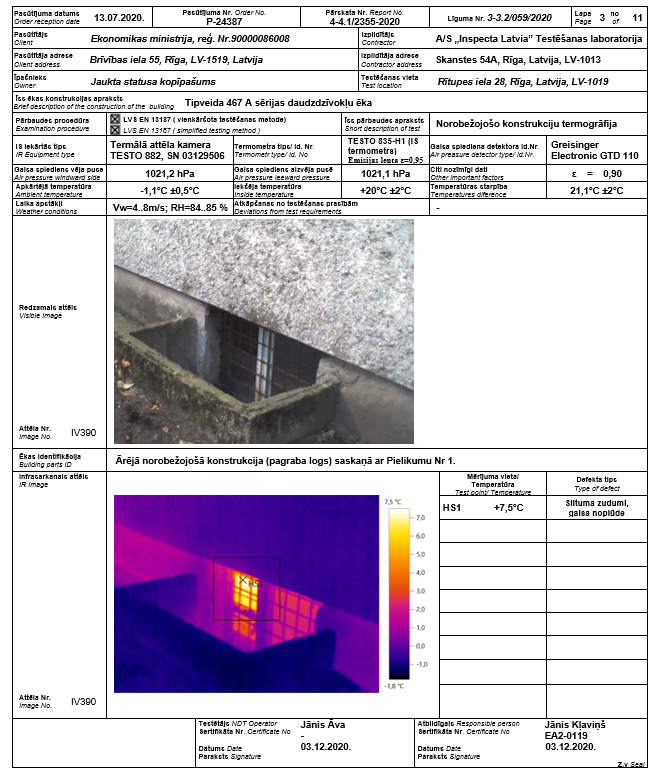 Pasūtījuma datums
Order reception date
13.07.2020.
Pasūtījuma Nr. Order No.
P-24387
Pārskata Nr. Report No.
4-4.1/2355-2020
Līguma Nr. 3-3.2/059/2020
Lapa 3 no 11
Page of
Pasūtītājs
Client
Ekonomikas ministrija, reģ. Nr.90000086008
Izpildītājs
Contractor
A/S „Inspecta Latvia" Testēšanas laboratorija
Pasūtītāja adrese
Client address
Brīvības iela 55, Rīga, LV-1519, Latvija
Izpildītāja adrese
Contractor address
Skanstes 54A, Rīga, Latvija, LV-1013
Īpašnieks
Owner
Jaukta statusa kopīpašums
Testēšanas vieta
Test location
Rītupes iela 28, Rīga, Latvija, LV-1019
Īss ēkas konstrukcijas apraksts
Brief description of the construction of the building
Tipveida 467 A sērijas daudzdzīvokļu ēka
Pārbaudes procedūra
Examination procedure
LVS EN 13187 ( vienkāršota testēšanas metode)
LVS EN 13187 ( simplified testing method )
Īss pārbaudes apraksts
Short description of test
Norobežojošo konstrukciju termogrāfija
IS iekārtās tips
IR Equipment type
Termālā attēla kamera
TESTO 882, SN 03129506
Termometra tips/ Id. Nr
Termometr type/ Id. No
TESTO 835-H1 (IS
termometrs)
Emisijas lentе ε=0,95
Gaisa spiediena detektora Id.Nr.
Air pressure detector type/ Id.Nr.
Greisinger
Electronic GTD 110
Gaisa spiediens vēja puse
Air pressure windward side
1021,2 hPa
Gaisa spiediens aizvēja pusē
Air pressure leeward pressure
1021,1 hPa
Citi nozīmīgi dati
Other important factors
ε = 0,90
Apkārtējā temperatūra
Ambient temperature
-1,1°C ±0,5°C
Iekšēja temperatūra
Inside temperature
+20°C ±2°C
Temperatūras starpība
Temperatures diference
21,1°C ±2°C
Laika apstākļi
Weather conditions
Vw=4..8m/s; RH=84..85 %
Atkāpšanas no testēšanas prasībām
Deviations from test requirements
-
Redzamais attēls
Visible Image
Attēla Nr.
Image No.
IV390
Ēkas identifikācija
Building parts ID
Ārējā norobežojošā konstrukcija (pagraba logs) saskaņā ar Pielikumu Nr 1.
Infrasarkanais attēls
IR Image
Mērījuma vieta/
Temperatūra
Test point/ Temperature
Defekta tips
Type of defect
HS1 +7,5°C
Siltuma zudumi,
gaisa noplūde
7,5 °C
7,0
6,0
5,0
4,0
3,0
2,0
1,0
0,0
-1,0
-1,8 °C
Attēla Nr.
Image No.
IV390
Testētājs NDT Operator
Sertifikāta Nr. Certificate No
Datums Date
Paraksts Signature
Jānis Āva
-
03.12.2020.
Atbildīgais Responsible person
Sertifikāta Nr. Certificate No
Datums Date
Paraksts Signature
Jānis Kļaviņš
EA2-0119
03.12.2020.
Z.v Seal